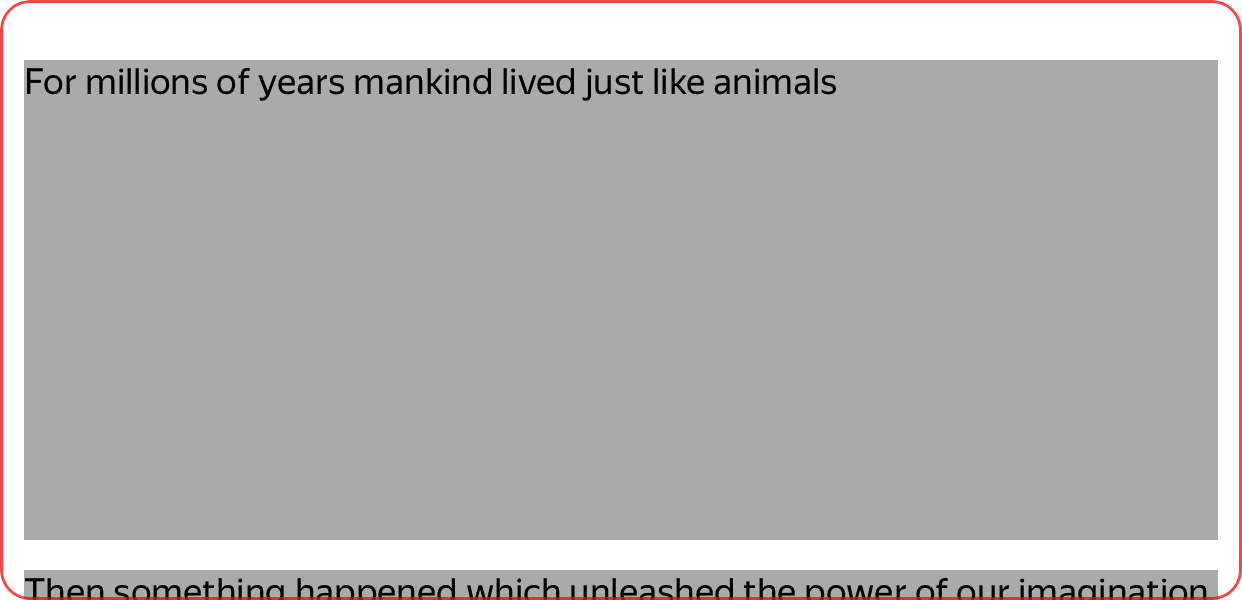 For millions of years mankind lived just like animals
Then something happened which unleashed the power of our imagination